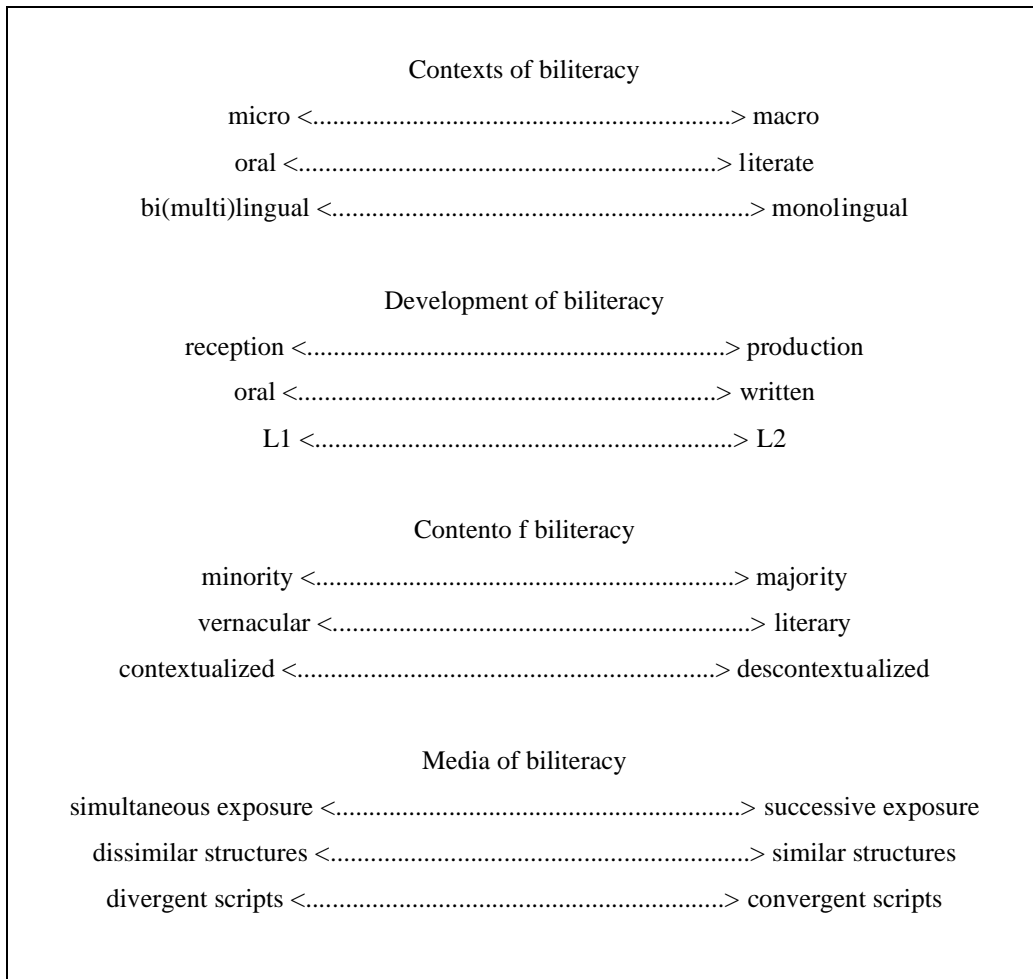 Contexts of biliteracy
micro <...............................................................> macro
oral <...............................................................> literate
bi(multi)lingual <...............................................................> monolingual
Development of biliteracy
reception <...............................................................> production
oral <...............................................................> written
L1 <...............................................................> L2
Contento f biliteracy
minority <...............................................................> majority
vernacular <...............................................................> literary
contextualized <...............................................................> descontextualized
Media of biliteracy
simultaneous exposure <.............................................................> successive exposure
dissimilar structures <...............................................................> similar structures
divergent scripts <...............................................................> convergent scripts